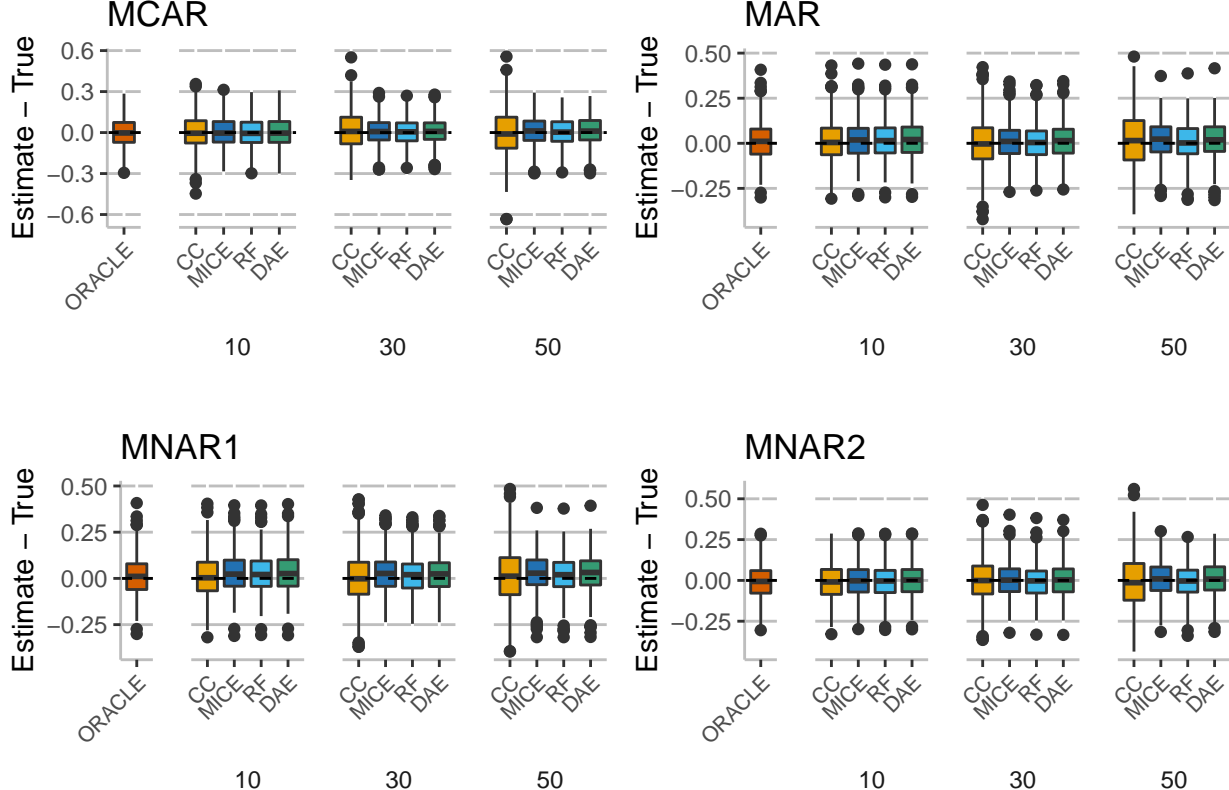 MCAR
Estimate − True
0.6
0.3
0.0
−0.3
−0.6
ORACLE
CC
MICE
RF
DAE
CC
MICE
RF
DAE
CC
MICE
RF
DAE
10
30
50
MAR
Estimate − True
0.50
0.25
0.00
−0.25
ORACLE
CC
MICE
RF
DAE
CC
MICE
RF
DAE
CC
MICE
RF
DAE
10
30
50
MNAR1
Estimate − True
0.50
0.25
0.00
−0.25
ORACLE
CC
MICE
RF
DAE
CC
MICE
RF
DAE
CC
MICE
RF
DAE
10
30
50
MNAR2
Estimate − True
0.50
0.25
0.00
−0.25
ORACLE
CC
MICE
RF
DAE
CC
MICE
RF
DAE
CC
MICE
RF
DAE
10
30
50